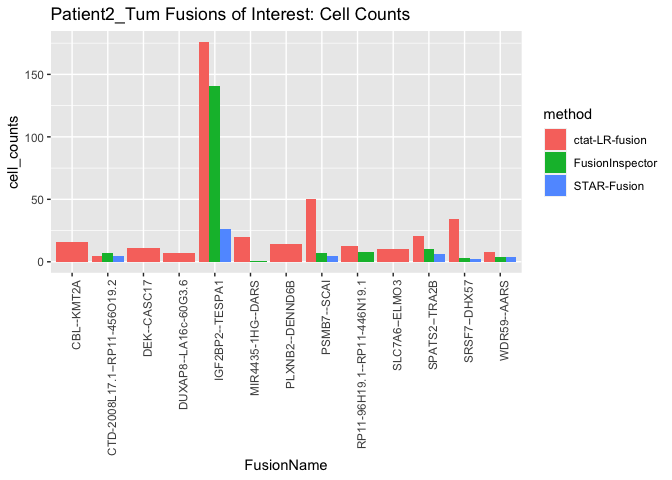 Patient2_Tum Fusions of Interest: Cell Counts
cell_counts
150
100
50
0
CBL--KMT2A
CTD-2008L17.1--RP11-456O19.2
DEK--CASC17
DUXAP8--LA16c-60G3.6
IGF2BP2--TESPA1
MIR4435-1HG--DARS
PLXNB2--DENND6B
PSMB7--SCAI
RP11-96H19.1--RP11-446N19.1
SLC7A6--ELMO3
SPATS2--TRA2B
SRSF7--DHX57
WDR59--AARS
FusionName
method
ctat-LR-fusion
FusionInspector
STAR-Fusion